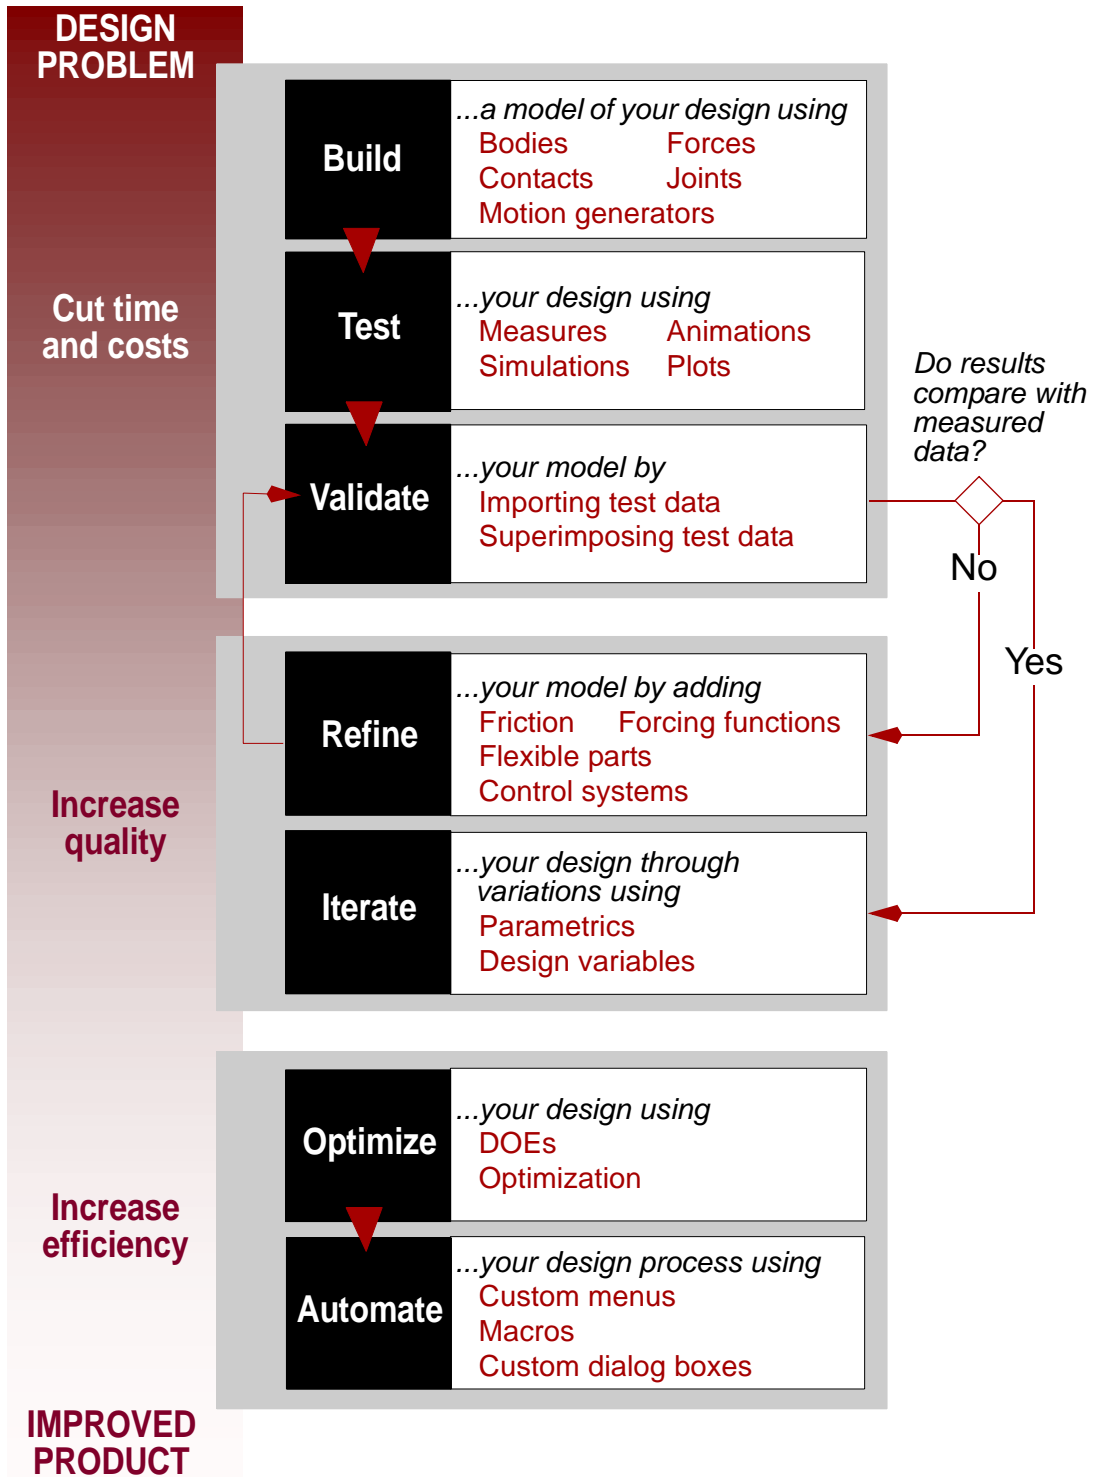 DESIGN
PROBLEM
Build
...a model of your design using
Bodies Forces
Contacts Joints
Motion generators
Cut time
and costs
Test
...your design using
Measures Animations
Simulations Plots
Do results
compare with
measured
data?
Validate
...your model by
Importing test data
Superimposing test data
No
Yes
Refine
...your model by adding
Friction Forcing functions
Flexible parts
Control systems
Increase
quality
Iterate
...your design through
variations using
Parametrics
Design variables
Optimize
...your design using
DOEs
Optimization
Increase
efficiency
Automate
...your design process using
Custom menus
Macros
Custom dialog boxes
IMPROVED
PRODUCT